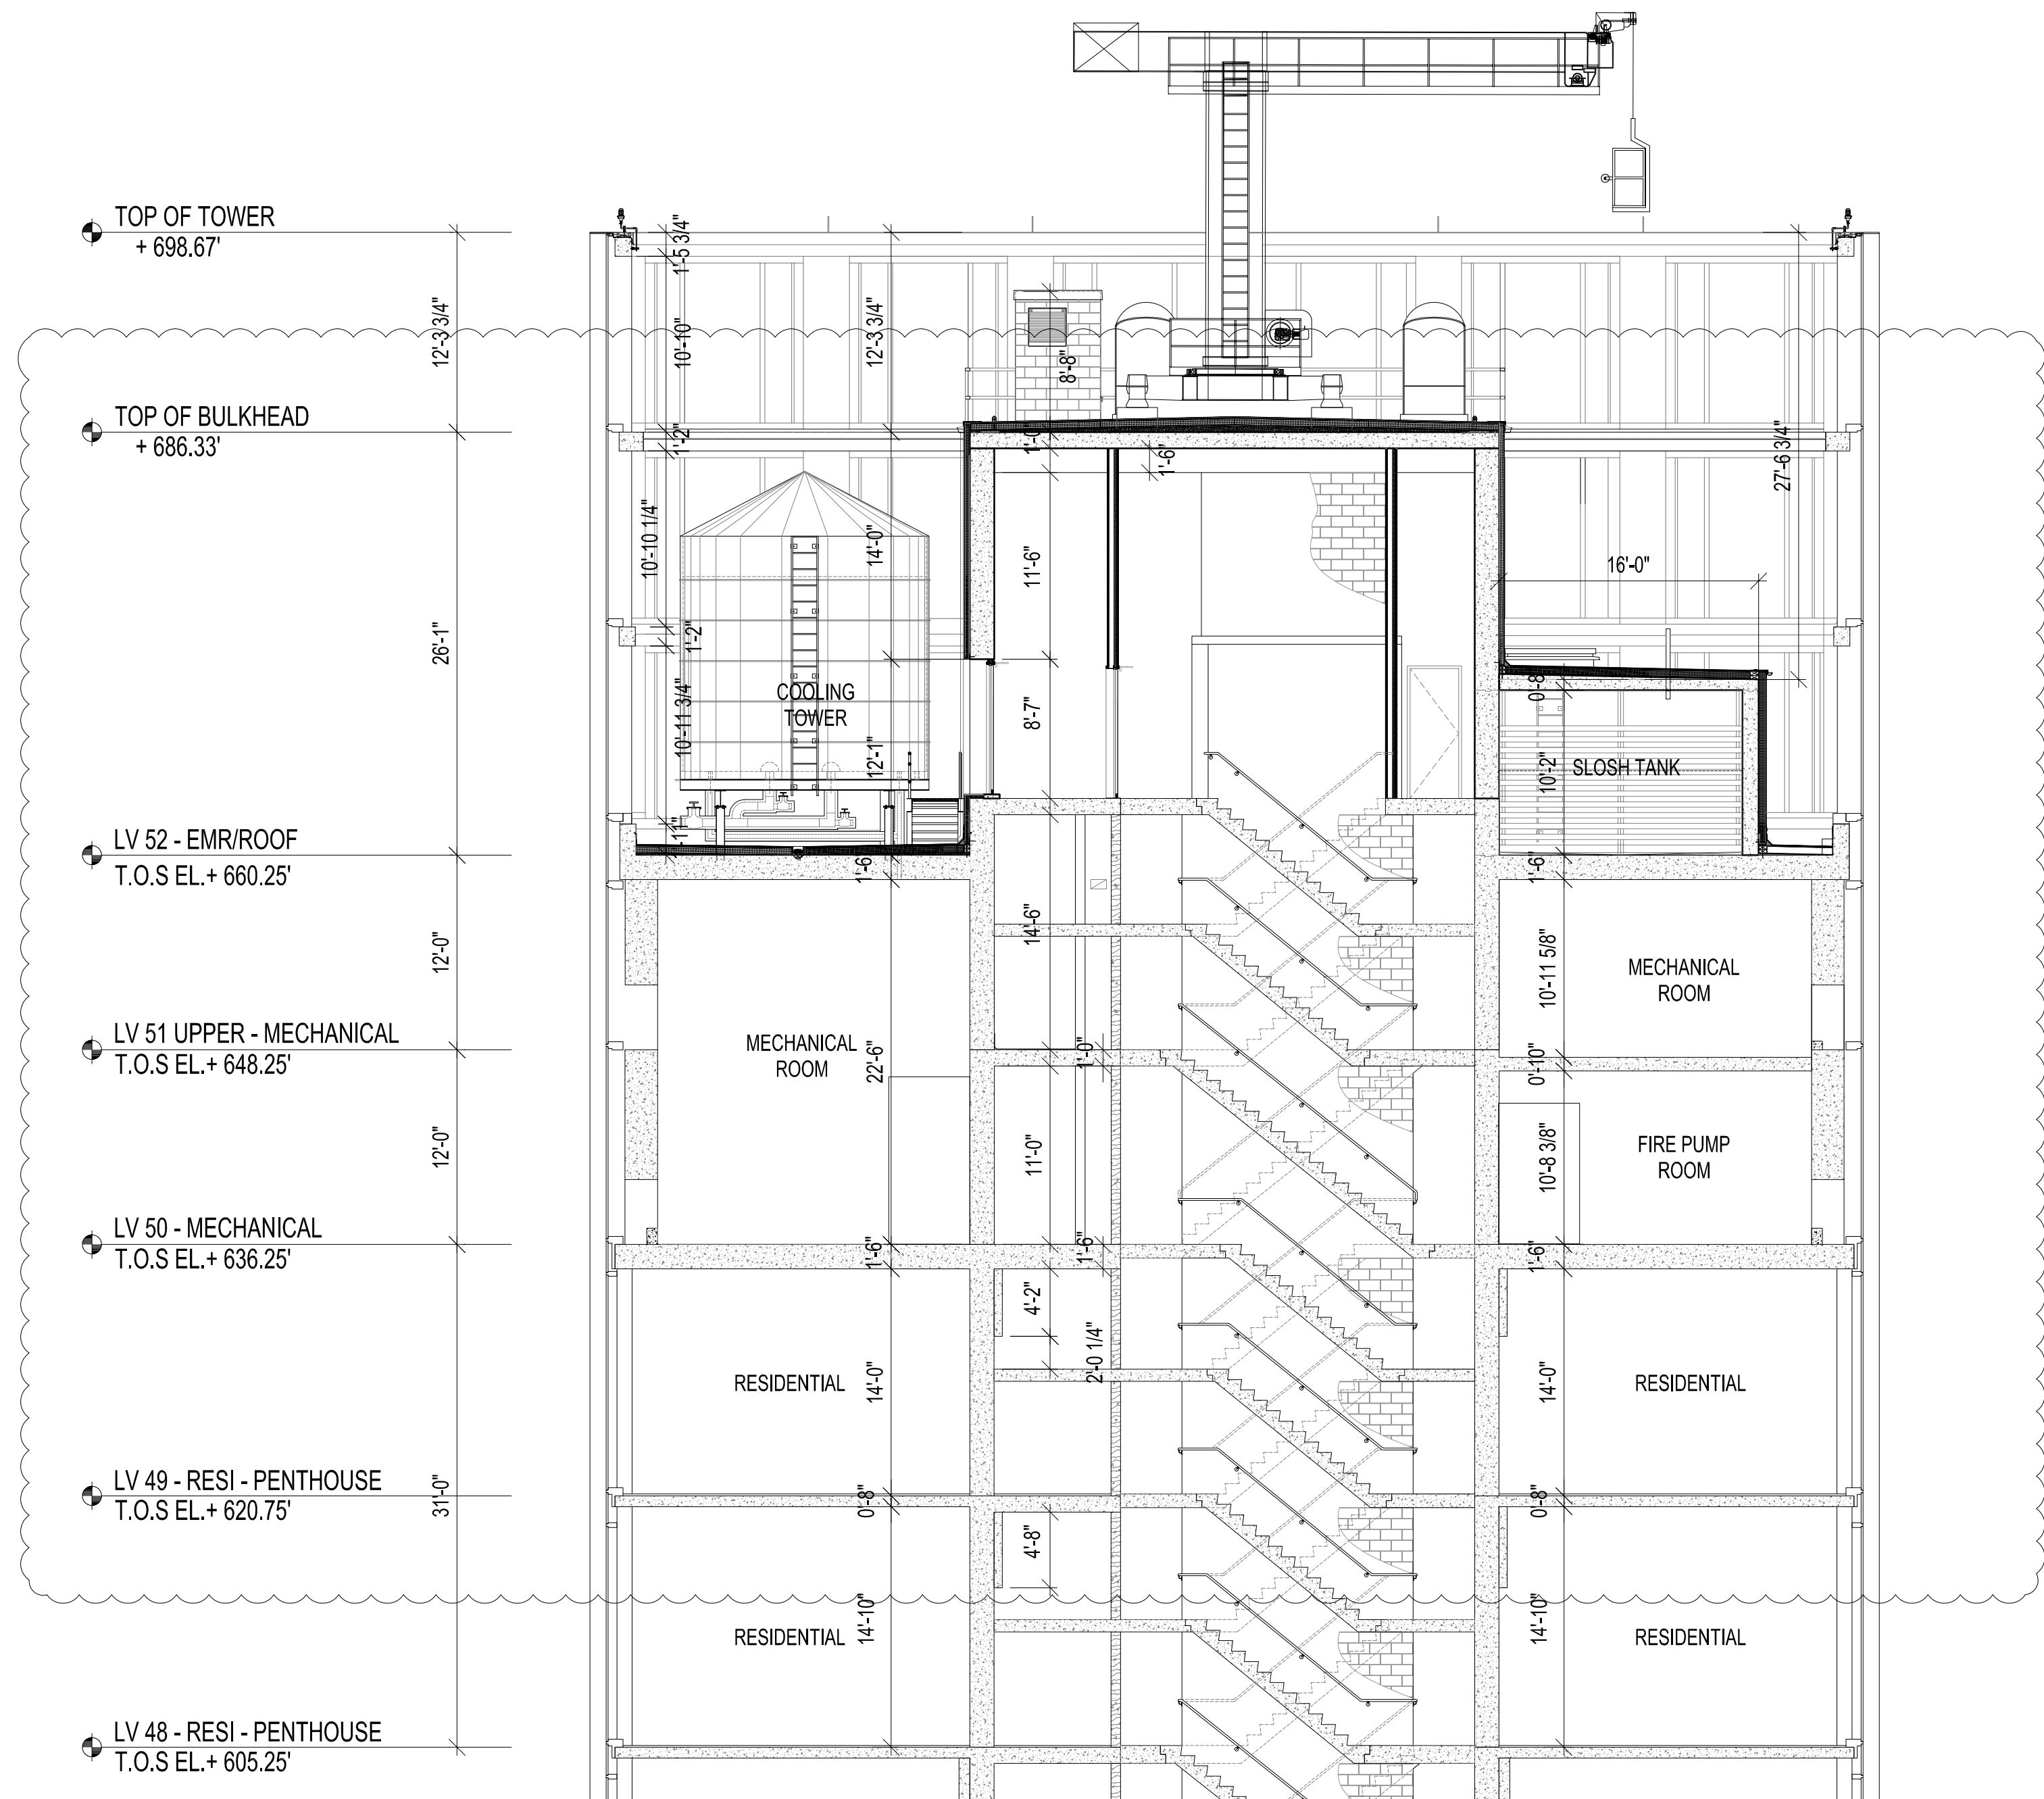 TOP OF TOWER
+ 698.67'
12'-3 3/4"
TOP OF BULKHEAD
+ 686.33'
26'-1"
LV 52 - EMR/ROOF
T.O.S EL.+ 660.25'
12'-0"
LV 51 UPPER - MECHANICAL
T.O.S EL.+ 648.25'
12'-0"
LV 50 - MECHANICAL
T.O.S EL.+ 636.25'
LV 49 - RESI - PENTHOUSE
T.O.S EL.+ 620.75'
31'-0"
LV 48 - RESI - PENTHOUSE
T.O.S EL.+ 605.25'
1'-5 3/4"
10'-10"
1'-2"
10'-10 1/4"
1'-2"
10'-11 3/4"
12'-3 3/4"
14'-0"
12'-1"
COOLING
TOWER
1'-6"
MECHANICAL
ROOM
22'-6"
1'-6"
RESIDENTIAL
14'-0"
0'-8"
RESIDENTIAL
14'-10"
8'-8"
1'-0"
1'-6"
11'-6"
8'-7"
14'-6"
1'-0"
11'-0"
1'-6"
4'-2"
2'-0 1/4"
4'-8"
27'-6 3/4"
16'-0"
0'-8"
10'-2"
SLOSH TANK
1'-6"
10'-11 5/8"
MECHANICAL
ROOM
0'-10"
10'-8 3/8"
FIRE PUMP
ROOM
1'-6"
14'-0"
RESIDENTIAL
0'-8"
14'-10"
RESIDENTIAL